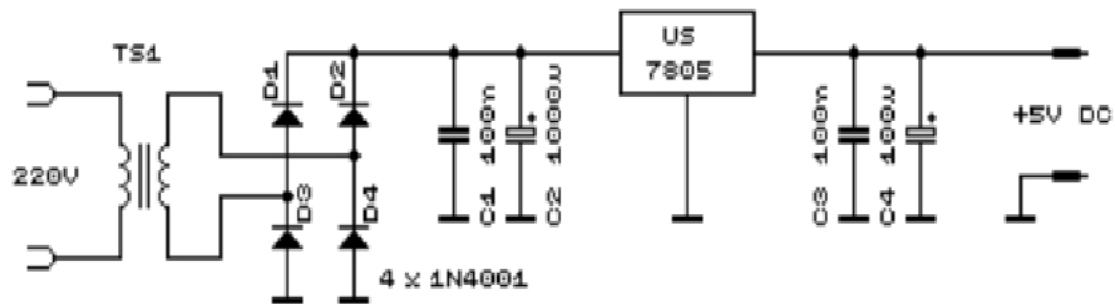 TS1
220V
D1
D2
D3
D4
4 x 1N4001
C1 100n
C2 1000u
US
7805
C3 100n
C4 100u
+5V DC